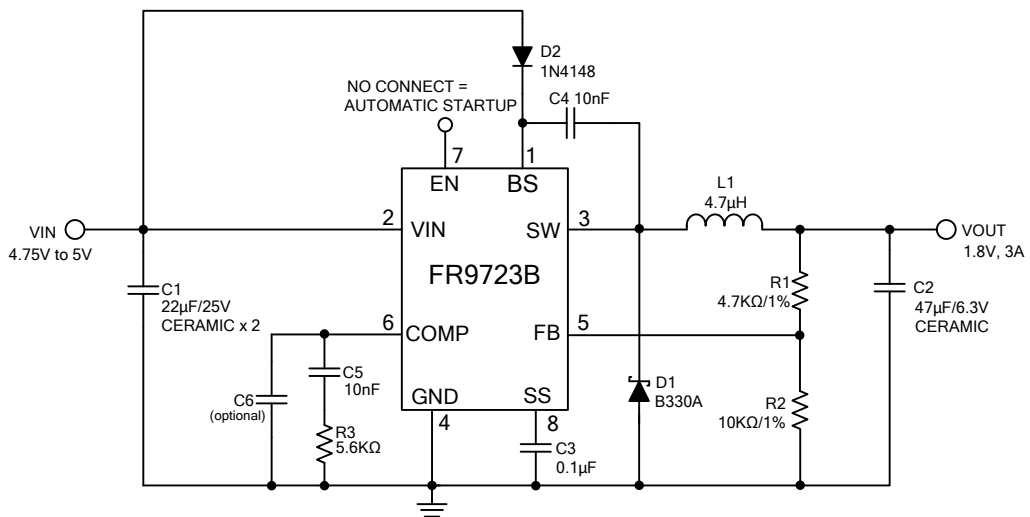 D2
1N4148
NO CONNECT =
AUTOMATIC STARTUP
C4 10nF
7
1
EN
BS
L1
4.7µH
VIN
4.75V to 5V
2
VIN
SW
3
VOUT
1.8V, 3A
FR9723B
C1
22µF/25V
CERAMIC x 2
R1
4.7KΩ/1%
C2
47µF/6.3V
CERAMIC
6
COMP
FB
5
C5
10nF
C6
(optional)
R3
5.6KΩ
GND
SS
4
8
D1
B330A
R2
10KΩ/1%
C3
0.1µF